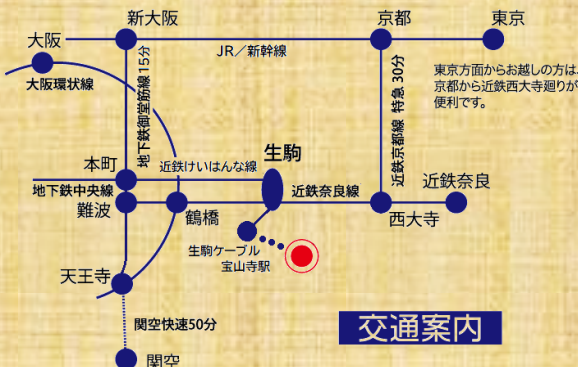 新大阪
京都
東京
大阪
JR／新幹線
大阪環状線
地下鉄御堂筋線 15分
東京方面からお越しの方は、
京都から近鉄西大寺廻りが
便利です。
近鉄京都線 特急 30分
本町
近鉄けいはんな線
生駒
地下鉄中央線
近鉄奈良線
近鉄奈良
難波
鶴橋
西大寺
生駒ケーブル
宝山寺駅
天王寺
関空快速50分
交通案内
関空